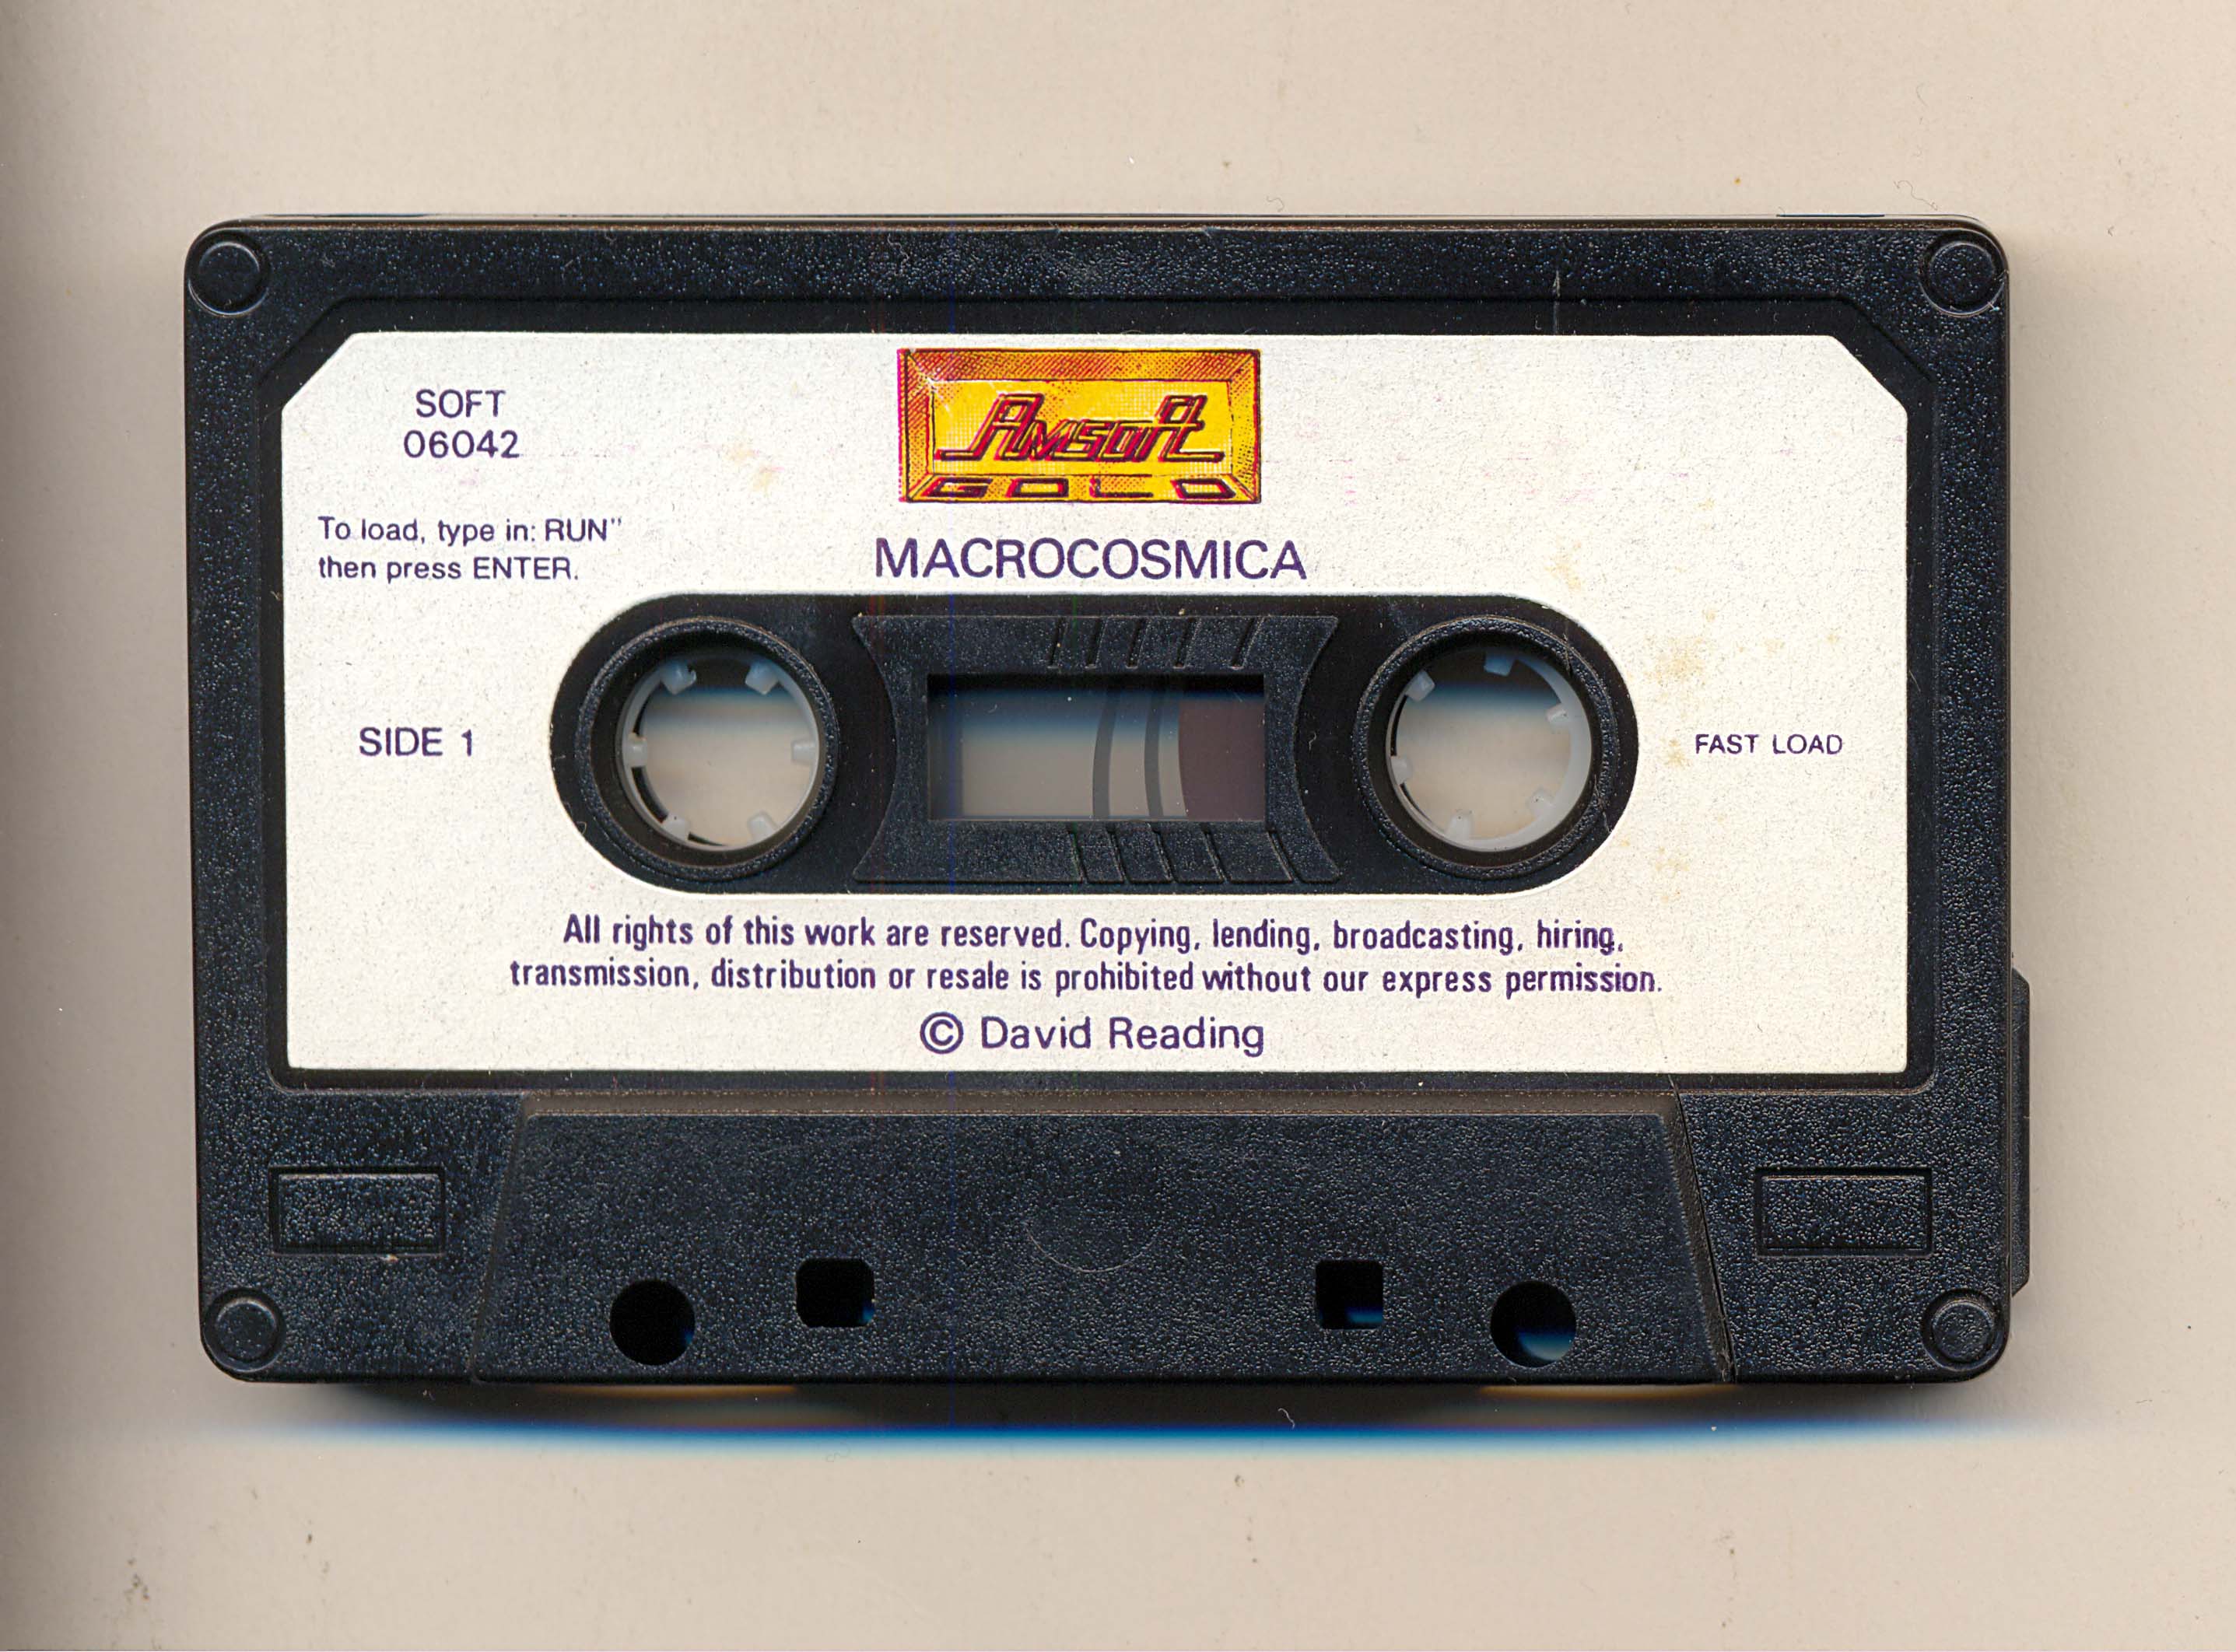 SOFT
06042
Amsoft
GOLD
To load, type in: RUN"
then press ENTER.
MACROCOSMICA
SIDE 1
FAST LOAD
All rights of this work are reserved. Copying, lending, broadcasting, hiring,
transmission, distribution or resale is prohibited without our express permission.
© David Reading